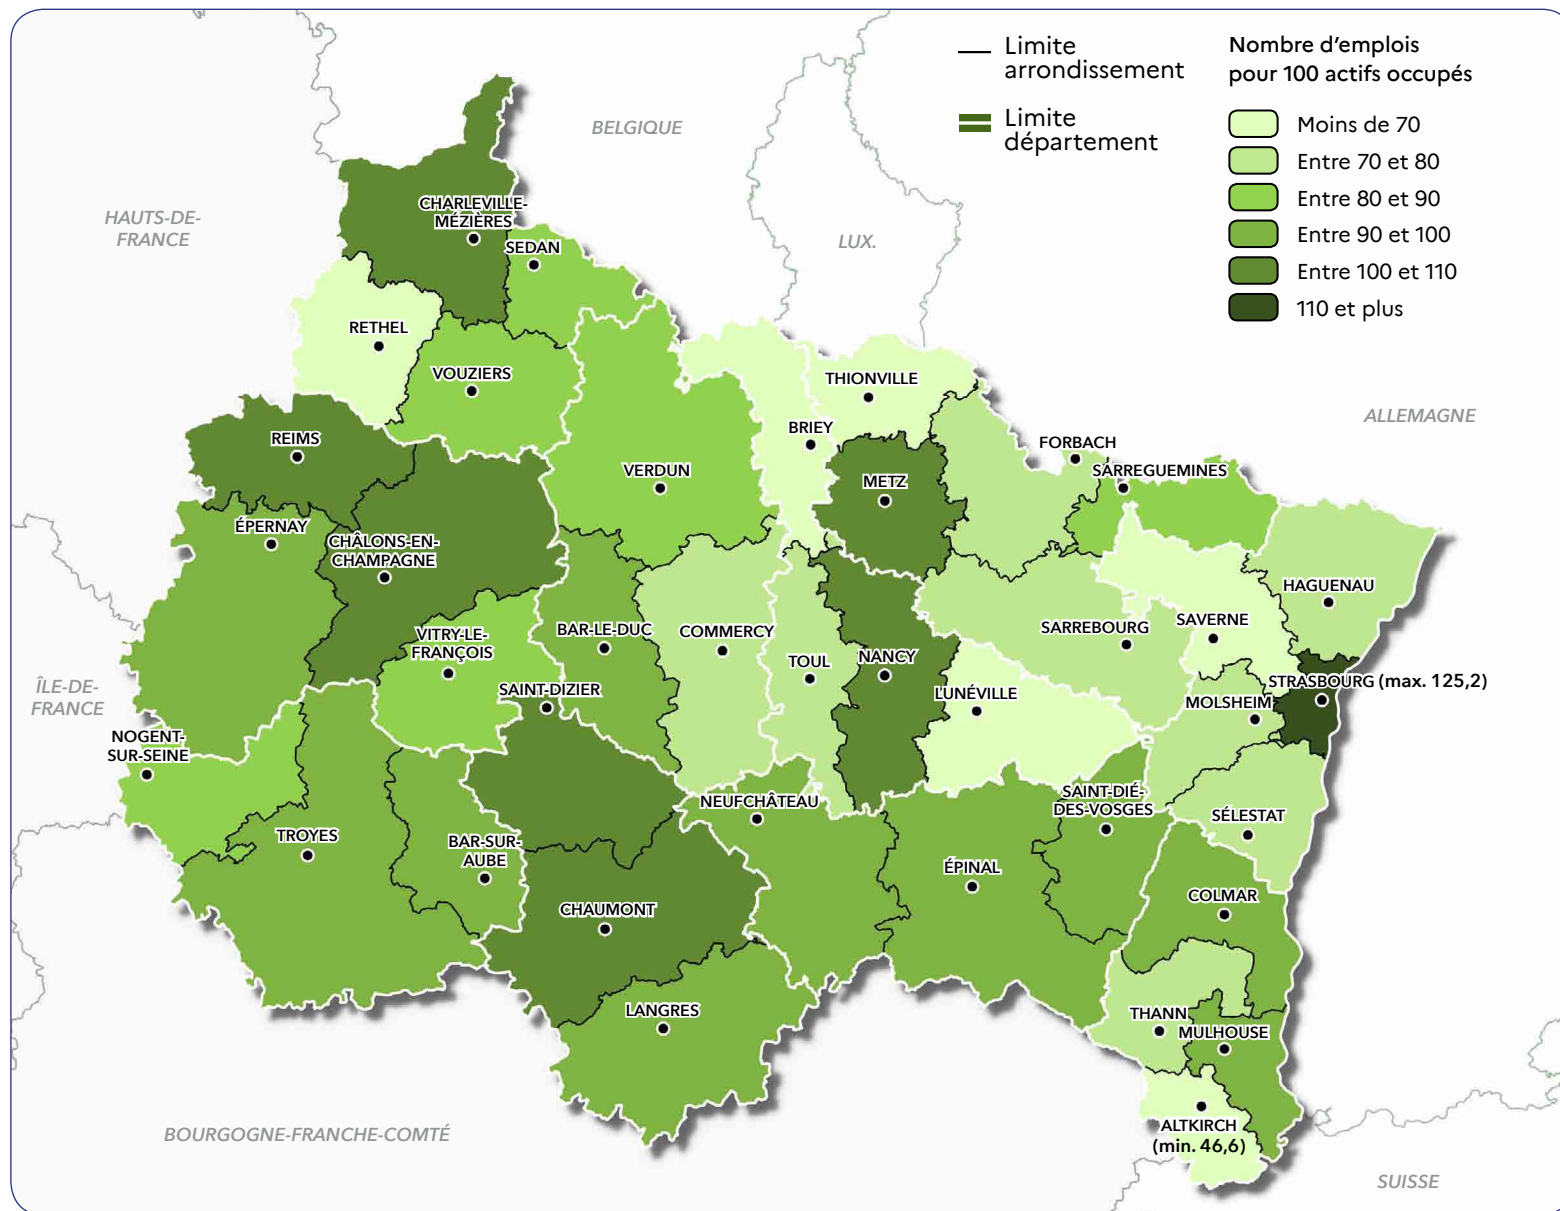 Limite
arrondissement
Limite
département
Nombre d’emplois
pour 100 actifs occupés
Moins de 70
Entre 70 et 80
Entre 80 et 90
Entre 90 et 100
Entre 100 et 110
110 et plus
BELGIQUE
HAUTS-DE-
FRANCE
LUX.
ALLEMAGNE
ÎLE-DE-
FRANCE
BOURGOGNE-FRANCHE-COMTÉ
SUISSE
CHARLEVILLE-
MÉZIÈRES
SEDAN
RETHEL
VOUZIERS
THIONVILLE
BRIEY
REIMS
FORBACH
SARREGUEMINES
VERDUN
METZ
ÉPERNAY
CHÂLONS-EN-
CHAMPAGNE
HAGUENAU
VITRY-LE-
FRANÇOIS
BAR-LE-DUC
COMMERCY
SARREBOURG
SAVERNE
TOUL
NANCY
SAINT-DIZIER
LUNÉVILLE
STRASBOURG (max. 125,2)
MOLSHEIM
NOGENT-
SUR-SEINE
NEUFCHÂTEAU
SAINT-DIÉ-
DES-VOSGES
SÉLESTAT
TROYES
BAR-SUR-
AUBE
ÉPINAL
COLMAR
CHAUMONT
LANGRES
THANN
MULHOUSE
ALTKIRCH
(min. 46,6)